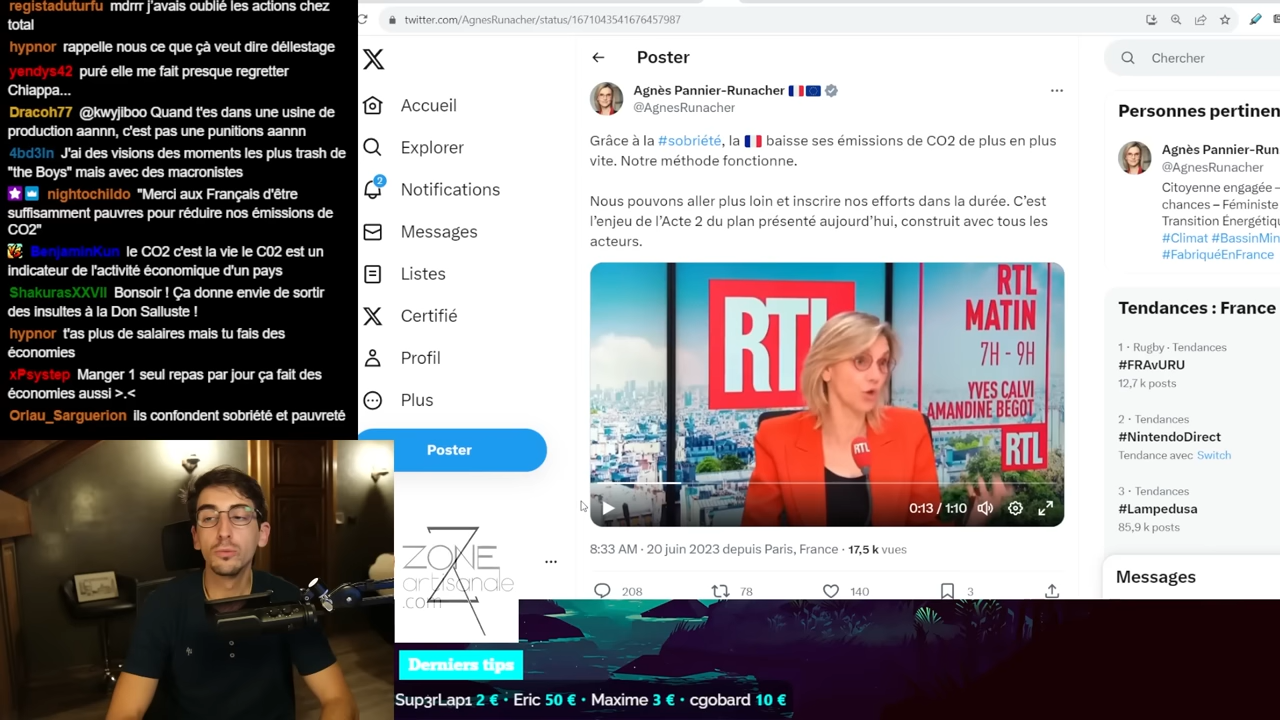 registaduturfu mdrrr j'avais oublié les actions chez
total
hypnor rappelle nous ce que çà veut dire déllestage
yendys42 puré elle me fait presque regretter
Chiappa...
Dracoh77 @kwyjiboo Quand t'es dans une usine de
production aannn, c'est pas une punitions aannn
4bd3ln J'ai des visions des moments les plus trash de
"the Boys" mais avec des macronistes
nightochildo "Merci aux Français d'être
suffisamment pauvres pour réduire nos émissions de
CO2"
BenjaminKun le CO2 c'est la vie le C02 est un
indicateur de l'activité économique d'un pays
ShakurasXXVII Bonsoir ! Ça donne envie de sortir
des insultes à la Don Salluste !
hypnor t'as plus de salaires mais tu fais des
économies
xPsystep Manger 1 seul repas par jour ça fait des
économies aussi >.<
Orlau_Sarguerion ils confondent sobriété et pauvreté
twitter.com/AgnesRunacher/status/1671043541676457987
Accueil
Explorer
2
Notifications
Messages
Listes
Certifié
Profil
Plus
Poster
Poster
Agnès Pannier-Runacher
@AgnesRunacher
Grâce à la #sobriété, la baisse ses émissions de CO2 de plus en plus
vite. Notre méthode fonctionne.
Nous pouvons aller plus loin et inscrire nos efforts dans la durée. C'est
l'enjeu de l'Acte 2 du plan présenté aujourd'hui, construit avec tous les
acteurs.
RTL
RTL
MATIN
7H - 9H
YVES CALVI
AMANDINE BÉGOT
RTL
RTL
0:13 / 1:10
8:33 AM · 20 juin 2023 depuis Paris, France · 17,5 k vues
208
78
140
3
Chercher
Personnes pertinen
Agnès Pannier-Run
@AgnesRunacher
Citoyenne engagée –
chances – Féministe
Transition Énergétiqu
#Climat #BassinMin
#FabriquéEnFrance
Tendances : France
1 · Rugby · Tendances
#FRAvURU
12,7 k posts
2 · Tendances
#NintendoDirect
Tendance avec Switch
3 · Tendances
#Lampedusa
85,9 k posts
Messages
ZONE
artisanale
.com
Derniers tips
Sup3rLap1 2 € · Eric 50 € · Maxime 3 € · cgobard 10 €